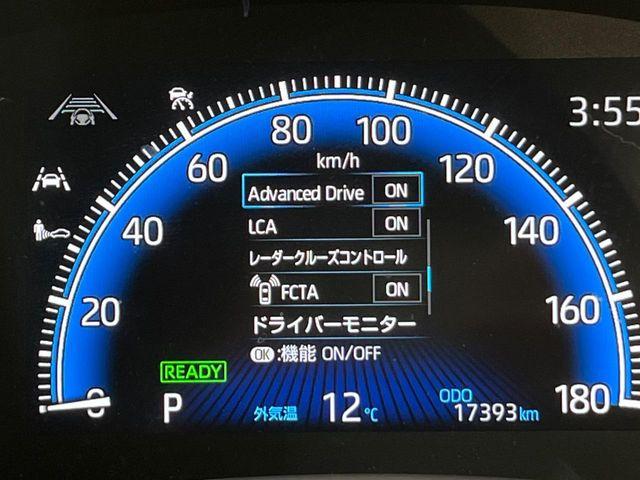 3:55
80
100
60
120
km/h
Advanced Drive ON
40
LCA ON
140
レーダークルーズコントロール
FCTA ON
20
160
ドライバーモニター
OK:機能 ON/OFF
READY
0
P
外気温 12℃
ODO
17393km
180